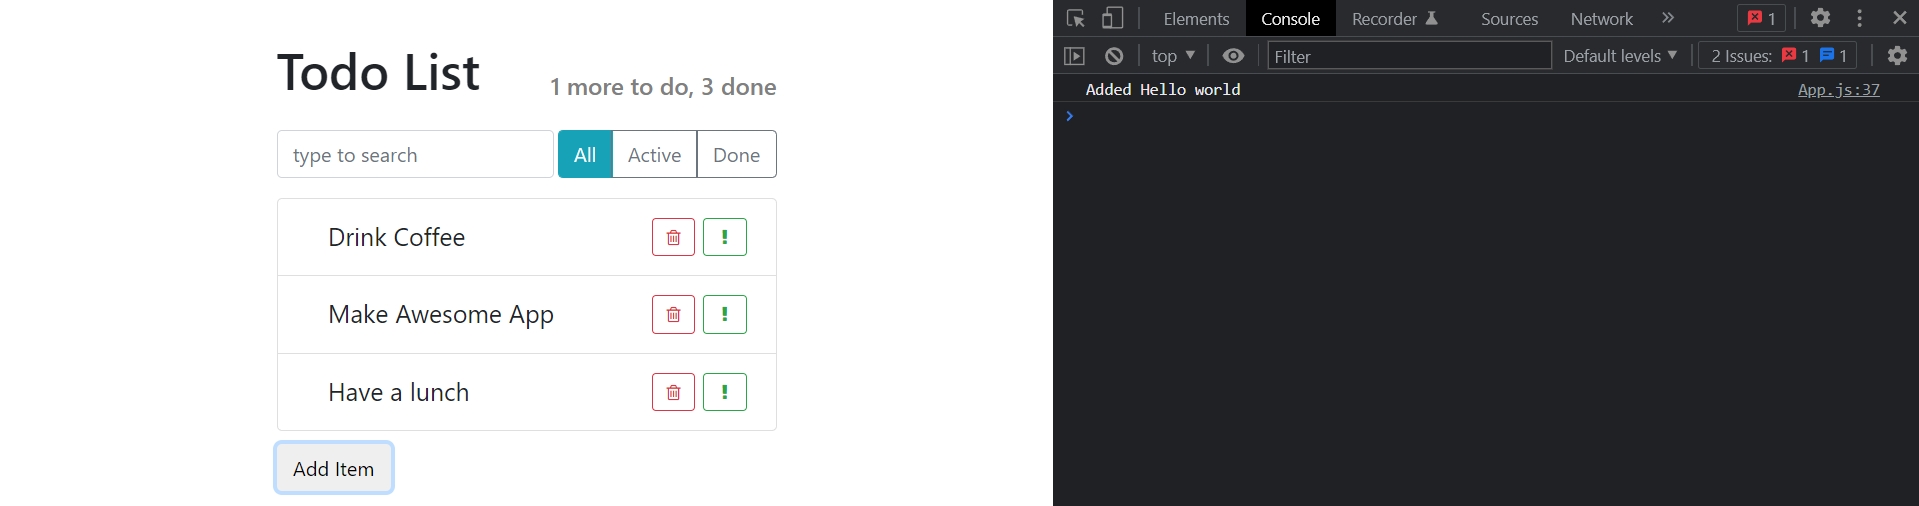 Todo List
1 more to do, 3 done
type to search
All Active Done
Drink Coffee
Make Awesome App
Have a lunch
Add Item
Elements Console Recorder Sources Network 1
top Filter Default levels 2 Issues: 1 1
Added Hello world App.js:37